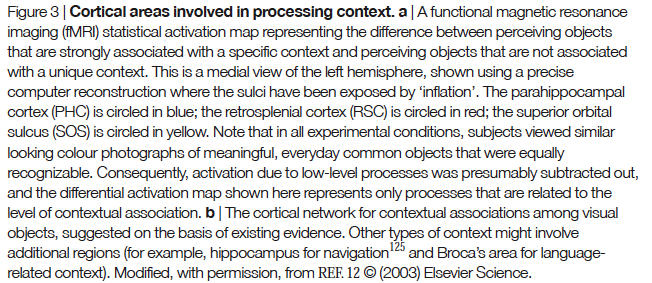 Figure 3 | Cortical areas involved in processing context. a | A functional magnetic resonance
imaging (fMRI) statistical activation map representing the difference between perceiving objects
that are strongly associated with a specific context and perceiving objects that are not associated
with a unique context. This is a medial view of the left hemisphere, shown using a precise
computer reconstruction where the sulci have been exposed by ‘inflation’. The parahippocampal
cortex (PHC) is circled in blue; the retrosplenial cortex (RSC) is circled in red; the superior orbital
sulcus (SOS) is circled in yellow. Note that in all experimental conditions, subjects viewed similar
looking colour photographs of meaningful, everyday common objects that were equally
recognizable. Consequently, activation due to low-level processes was presumably subtracted out,
and the differential activation map shown here represents only processes that are related to the
level of contextual association. b | The cortical network for contextual associations among visual
objects, suggested on the basis of existing evidence. Other types of context might involve
additional regions (for example, hippocampus for navigation125 and Broca’s area for language-
related context). Modified, with permission, from REF. 12 © (2003) Elsevier Science.